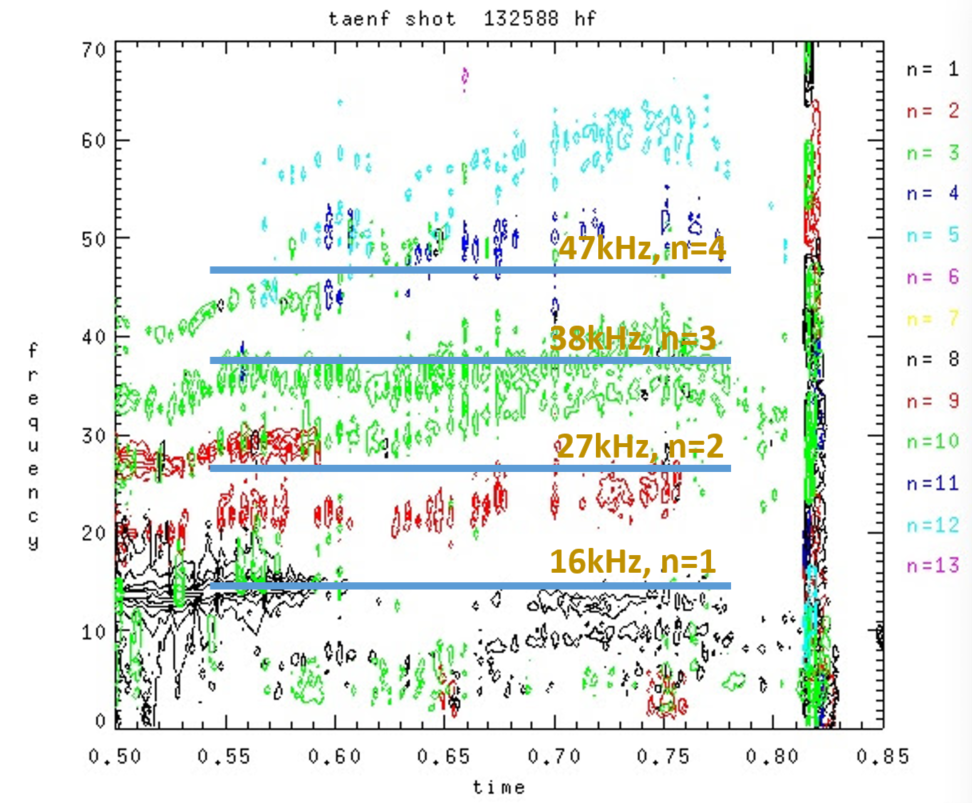 taenf shot 132588 hf
70
60
50
40
30
20
10
0
frequency
0.50 0.55 0.60 0.65 0.70 0.75 0.80 0.85
time
47kHz, n=4
38kHz, n=3
27kHz, n=2
16kHz, n=1
n= 1
n= 2
n= 3
n= 4
n= 5
n= 6
n= 7
n= 8
n= 9
n=10
n=11
n=12
n=13